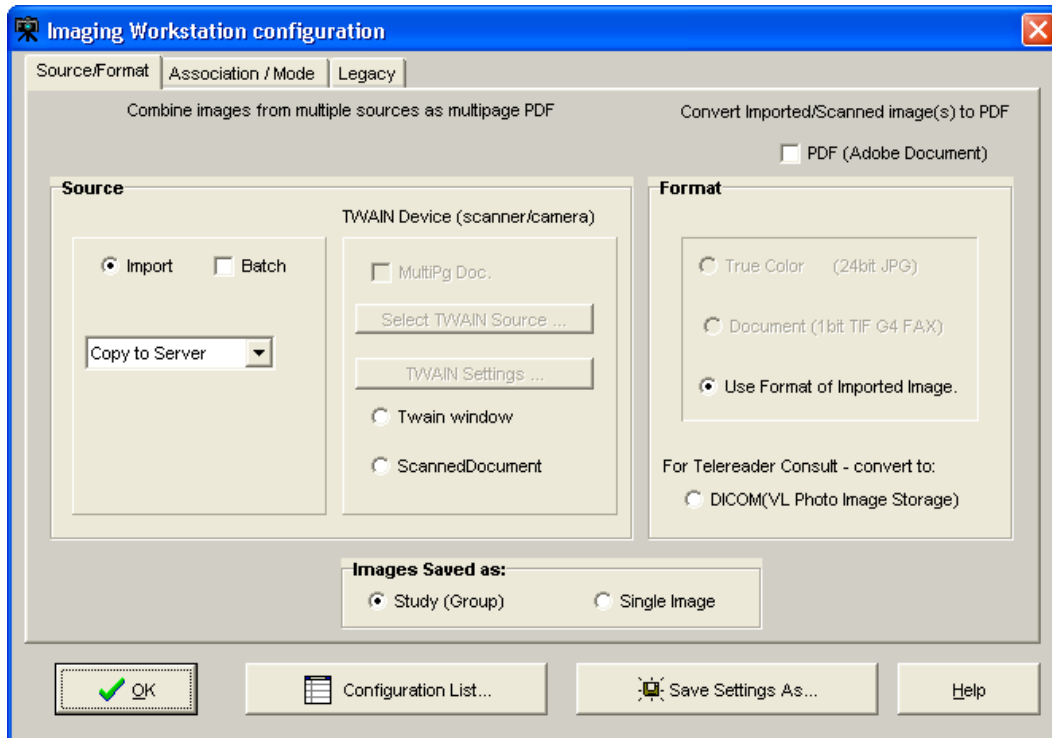 Imaging Workstation configuration
Source/Format
Association / Mode
Legacy
Combine images from multiple sources as multipage PDF
Convert Imported/Scanned image(s) to PDF
PDF (Adobe Document)
Source
TWAIN Device (scanner/camera)
Import
Batch
Copy to Server
MultiPg Doc.
Select TWAIN Source ...
TWAIN Settings ...
Twain window
ScannedDocument
Format
True Color (24bit JPG)
Document (1bit TIF G4 FAX)
Use Format of Imported Image.
For Telereader Consult - convert to:
DICOM(VL Photo Image Storage)
Images Saved as:
Study (Group)
Single Image
OK
Configuration List...
Save Settings As...
Help